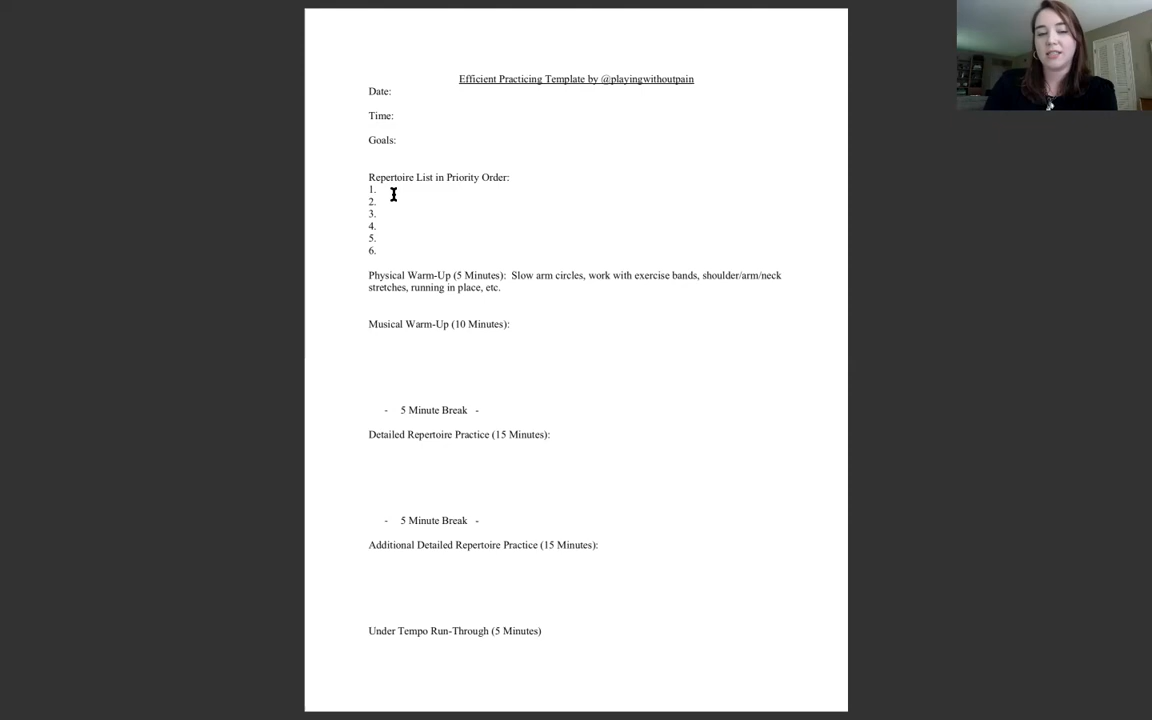 Efficient Practicing Template by @playingwithoutpain
Date:
Time:
Goals:
Repertoire List in Priority Order:
1.
2.
3.
4.
5.
6.
Physical Warm-Up (5 Minutes):  Slow arm circles, work with exercise bands, shoulder/arm/neck
stretches, running in place, etc.
Musical Warm-Up (10 Minutes):
-    5 Minute Break   -
Detailed Repertoire Practice (15 Minutes):
-    5 Minute Break   -
Additional Detailed Repertoire Practice (15 Minutes):
Under Tempo Run-Through (5 Minutes)